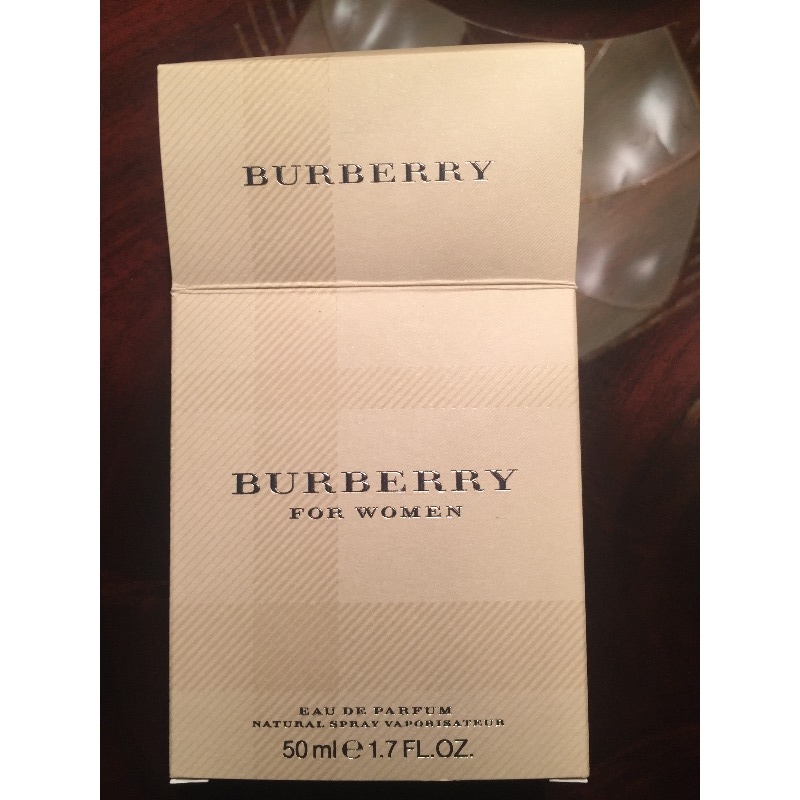 BURBERRY
BURBERRY
FOR WOMEN
EAU DE PARFUM
NATURAL SPRAY VAPORISATEUR
50 ml ℮ 1.7 FL.OZ.